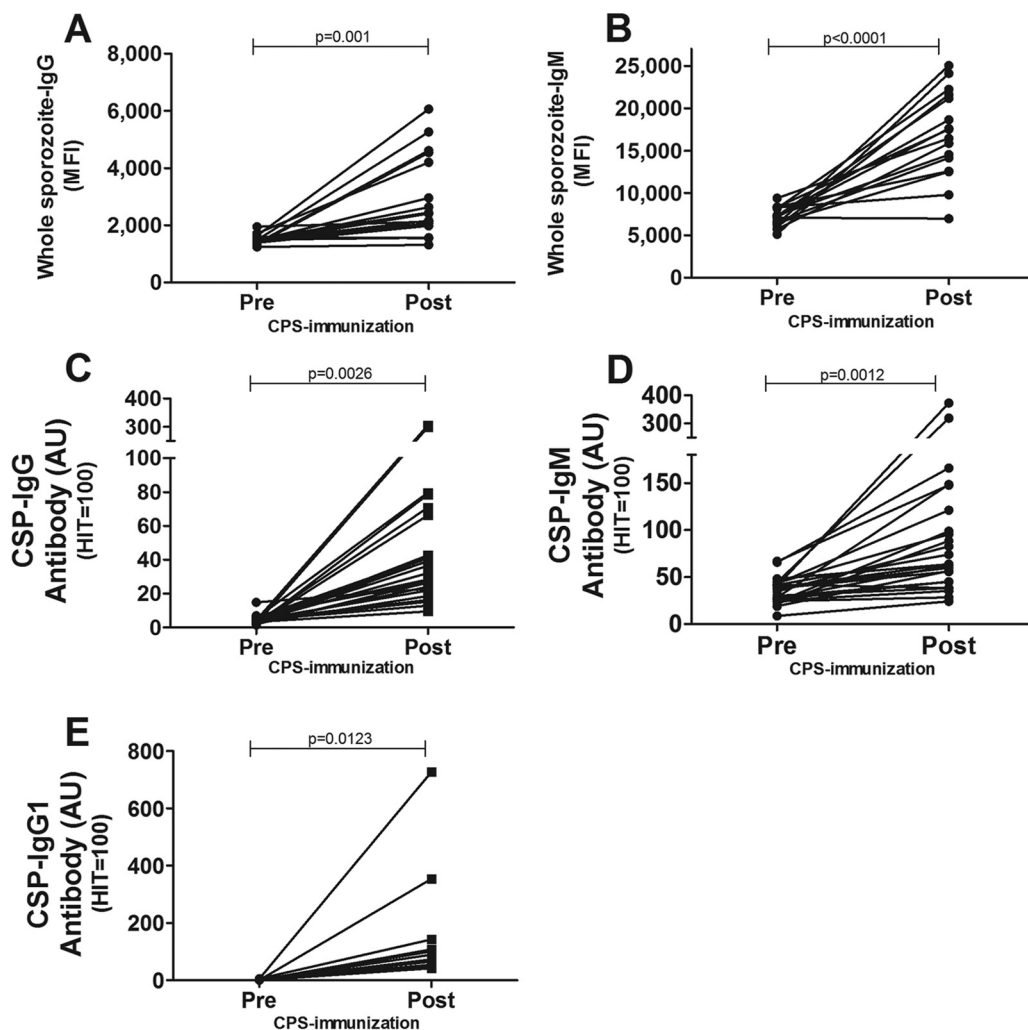 A
p=0.001
Whole sporozoite-IgG
(MFI)
8,000
6,000
4,000
2,000
0
Pre
Post
CPS-immunization
B
p<0.0001
Whole sporozoite-IgM
(MFI)
25,000
20,000
15,000
10,000
5,000
0
Pre
Post
CPS-immunization
C
p=0.0026
CSP-IgG
Antibody (AU)
(HIT=100)
400
300
100
80
60
40
20
0
Pre
Post
CPS-immunization
D
p=0.0012
CSP-IgM
Antibody (AU)
(HIT=100)
400
300
150
100
50
0
Pre
Post
CPS-immunization
E
p=0.0123
CSP-IgG1
Antibody (AU)
(HIT=100)
800
600
400
200
0
Pre
Post
CPS-immunization